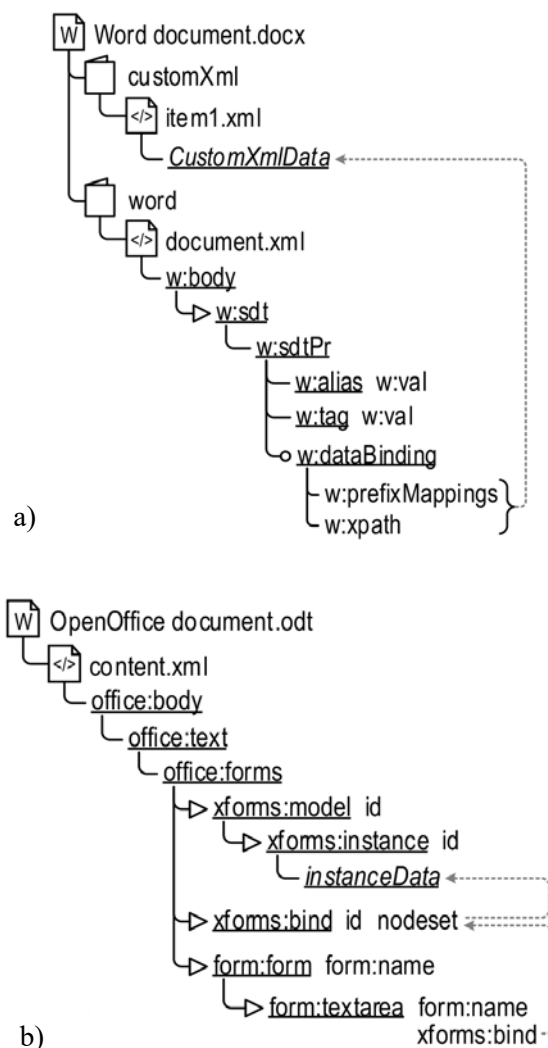 W Word document.docx
customXml
</> item1.xml
CustomXmlData
word
</> document.xml
w:body
w:sdt
w:sdtPr
w:alias w:val
w:tag w:val
w:dataBinding
w:prefixMappings
w:xpath
a)
W OpenOffice document.odt
</> content.xml
office:body
office:text
office:forms
xforms:model id
xforms:instance id
instanceData
xforms:bind id nodeset
form:form form:name
form:textarea form:name
xforms:bind
b)